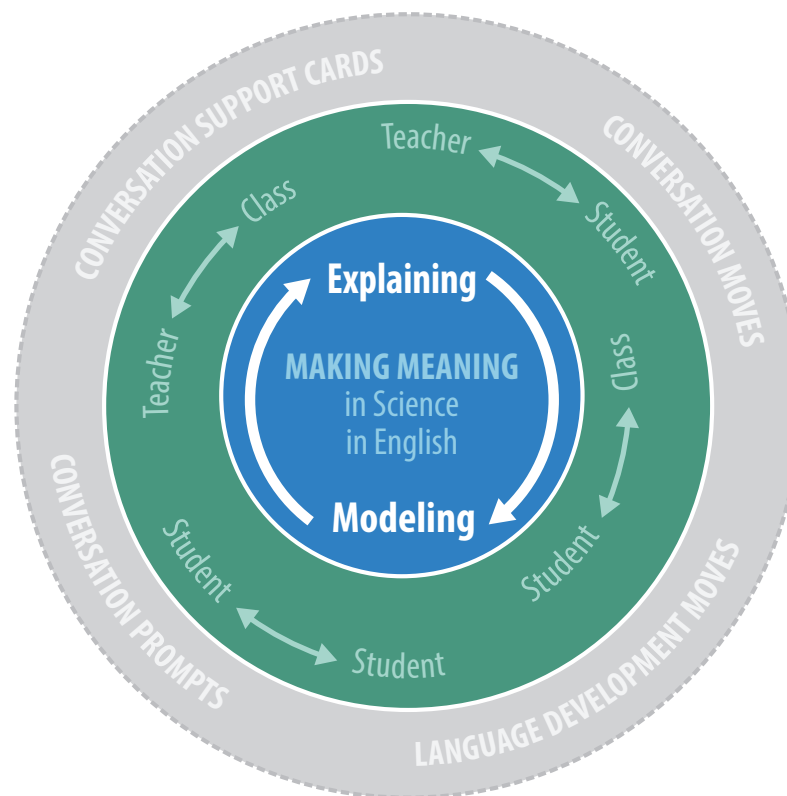 CONVERSATION SUPPORT CARDS
CONVERSATION MOVES
LANGUAGE DEVELOPMENT MOVES
CONVERSATION PROMPTS
Teacher
Student
Class
Student
Student
Student
Teacher
Class
Explaining
MAKING MEANING
in Science
in English
Modeling